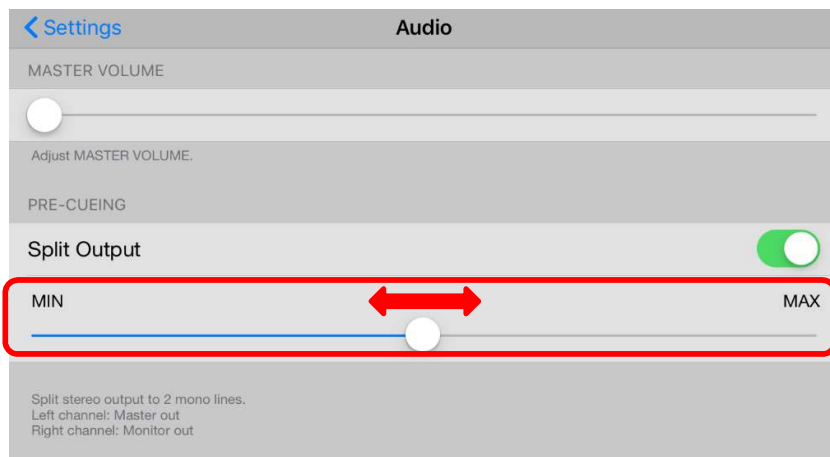 Settings
Audio
MASTER VOLUME
Adjust MASTER VOLUME.
PRE-CUEING
Split Output
MIN
MAX
Split stereo output to 2 mono lines.
Left channel: Master out
Right channel: Monitor out